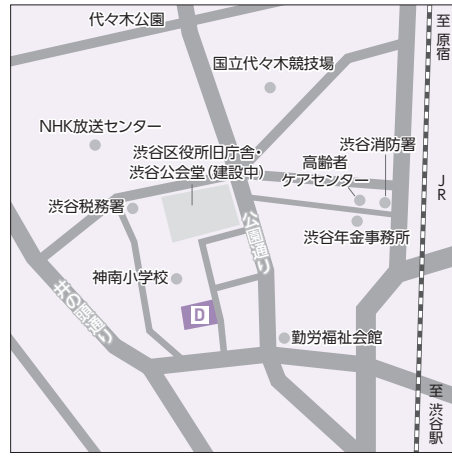 代々木公園
至 原宿
国立代々木競技場
NHK放送センター
渋谷区役所旧庁舎・
渋谷公会堂(建設中)
渋谷消防署
高齢者
ケアセンター
JR
渋谷税務署
公園通り
渋谷年金事務所
神南小学校
井の頭通り
D
勤労福祉会館
至 渋谷駅